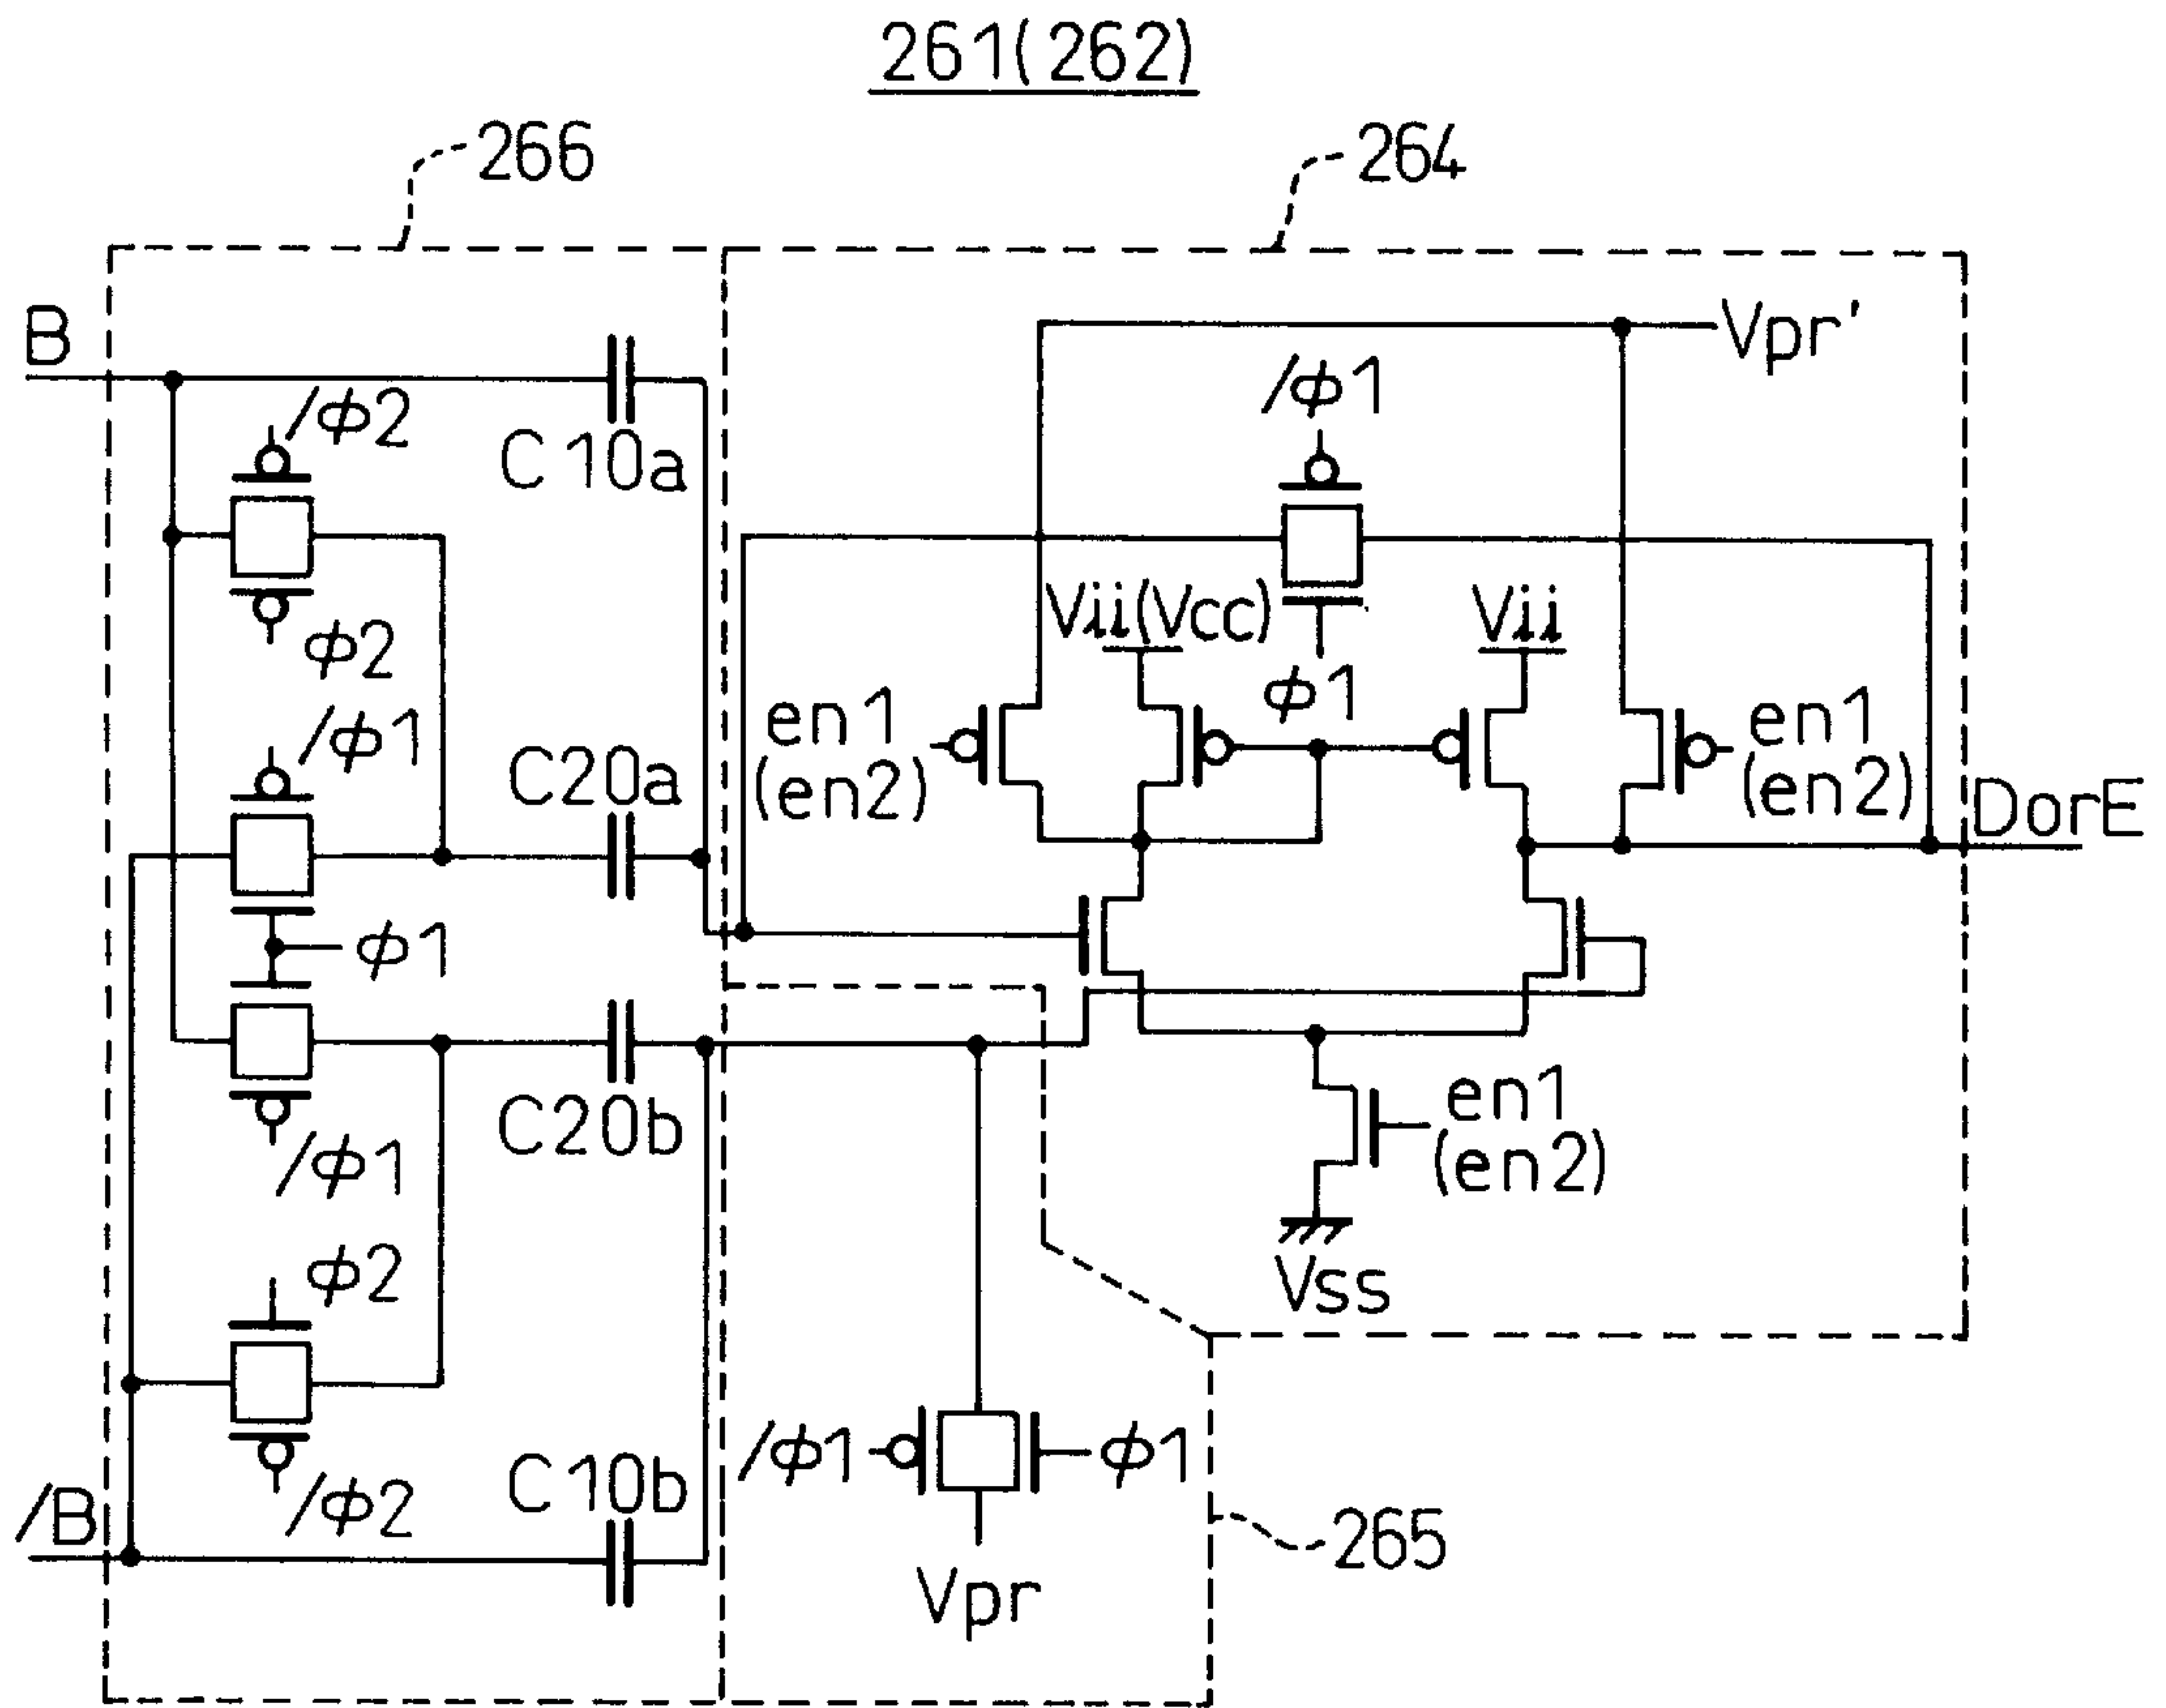 261(262)
266
264
B
Vpr'
/ϕ2
/ϕ1
C10a
Vii(Vcc)
Vii
ϕ2
ϕ1
/ϕ1
en1
(en2)
en1
(en2)
C20a
DorE
ϕ1
C20b
en1
(en2)
/ϕ1
Vss
ϕ2
/B
C10b
/ϕ1
ϕ1
/ϕ2
265
Vpr